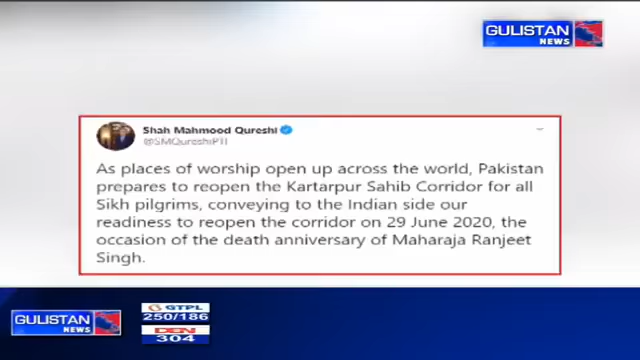 GULISTAN
NEWS
Shah Mahmood Qureshi
@SMQureshiPTI
As places of worship open up across the world, Pakistan
prepares to reopen the Kartarpur Sahib Corridor for all
Sikh pilgrims, conveying to the Indian side our
readiness to reopen the corridor on 29 June 2020, the
occasion of the death anniversary of Maharaja Ranjeet
Singh.
GULISTAN
NEWS
GTPL
250/186
DEN
304